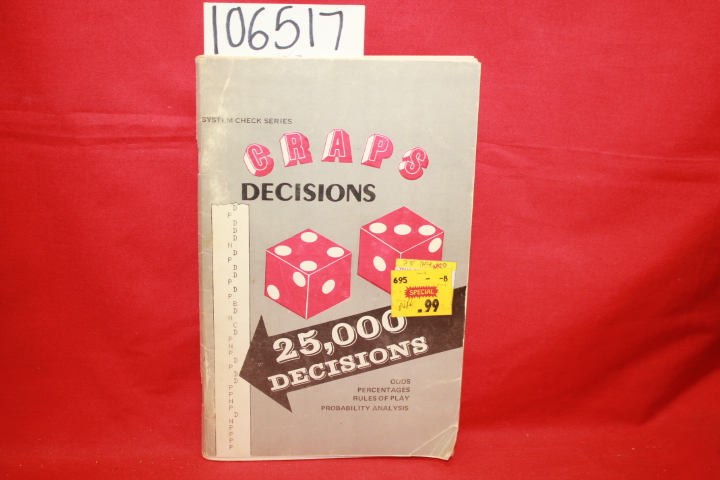 106517
SYSTEM CHECK SERIES
CRAPS
DECISIONS
695 - -8
SPECIAL
.99
25,000
DECISIONS
ODDS
PERCENTAGES
RULES OF PLAY
PROBABILITY ANALYSIS
D
P
D
D
D
N
P
D
D
P
D
P
D
P
D
B D
N
C D
P
H P
P
D
D D
P P
P P H P
D
N
P P P P